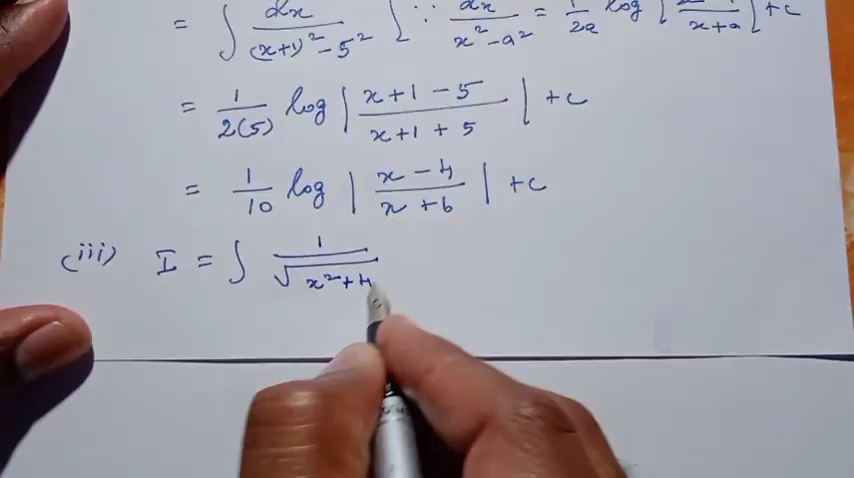 = ∫ dx / (x+1)² - 5² [∵ dx / x² - a² = 1 / 2a log | / x+a | + c
= 1 / 2(5) log | x+1-5 / x+1+5 | + c
= 1 / 10 log | x-4 / x+6 | + c
(iii) I = ∫ 1 / √x²+4